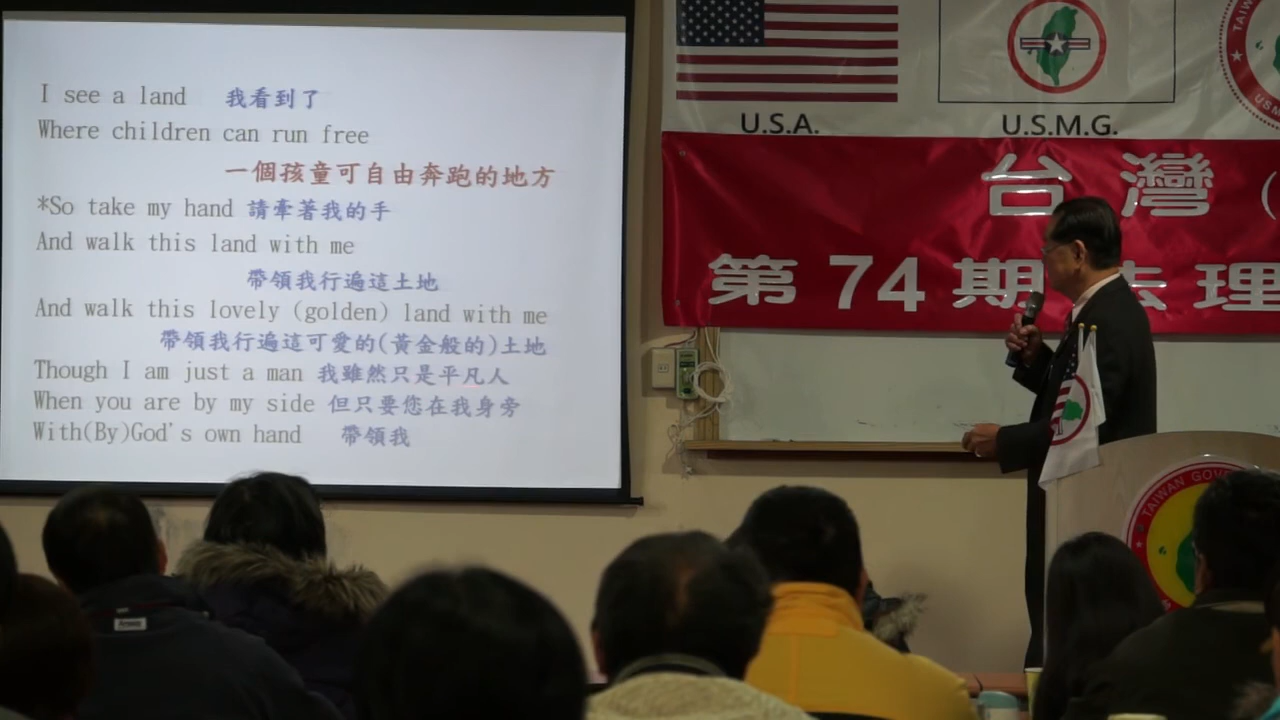 I see a land 我看到了
Where children can run free
一個孩童可自由奔跑的地方
*So take my hand 請牽著我的手
And walk this land with me
帶領我行遍這土地
And walk this lovely (golden) land with me
帶領我行遍這可愛的(黃金般的)土地
Though I am just a man 我雖然只是平凡人
When you are by my side 但只要您在我身旁
With(By)God's own hand 帶領我
U.S.A.
U.S.M.G.
台灣(
第74期法理
TAIWAN GOV